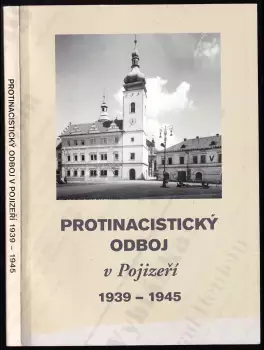 PROTINACISTICKÝ ODBOJ V POJIZEŘÍ 1939 - 1945
PROTINACISTICKÝ
ODBOJ
v Pojizeří
1939 - 1945